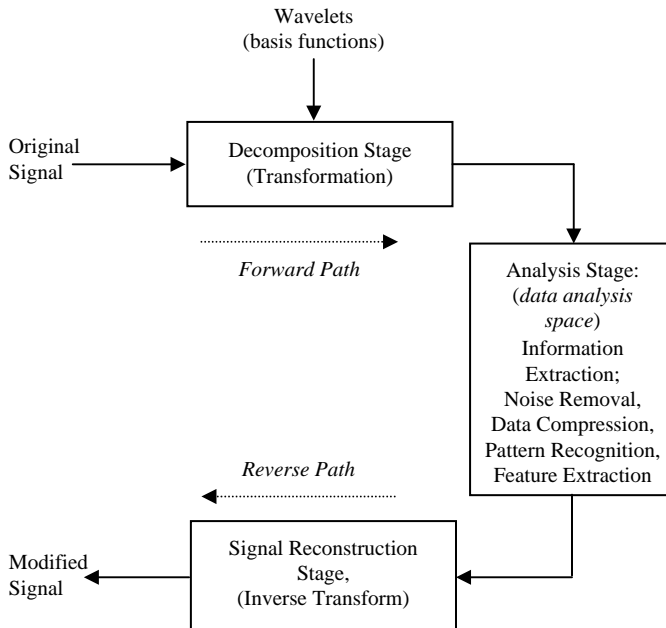 Wavelets
(basis functions)
Original
Signal
Decomposition Stage
(Transformation)
Forward Path
Analysis Stage:
(data analysis
space)
Information
Extraction;
Noise Removal,
Data Compression,
Pattern Recognition,
Feature Extraction
Reverse Path
Signal Reconstruction
Stage,
(Inverse Transform)
Modified
Signal